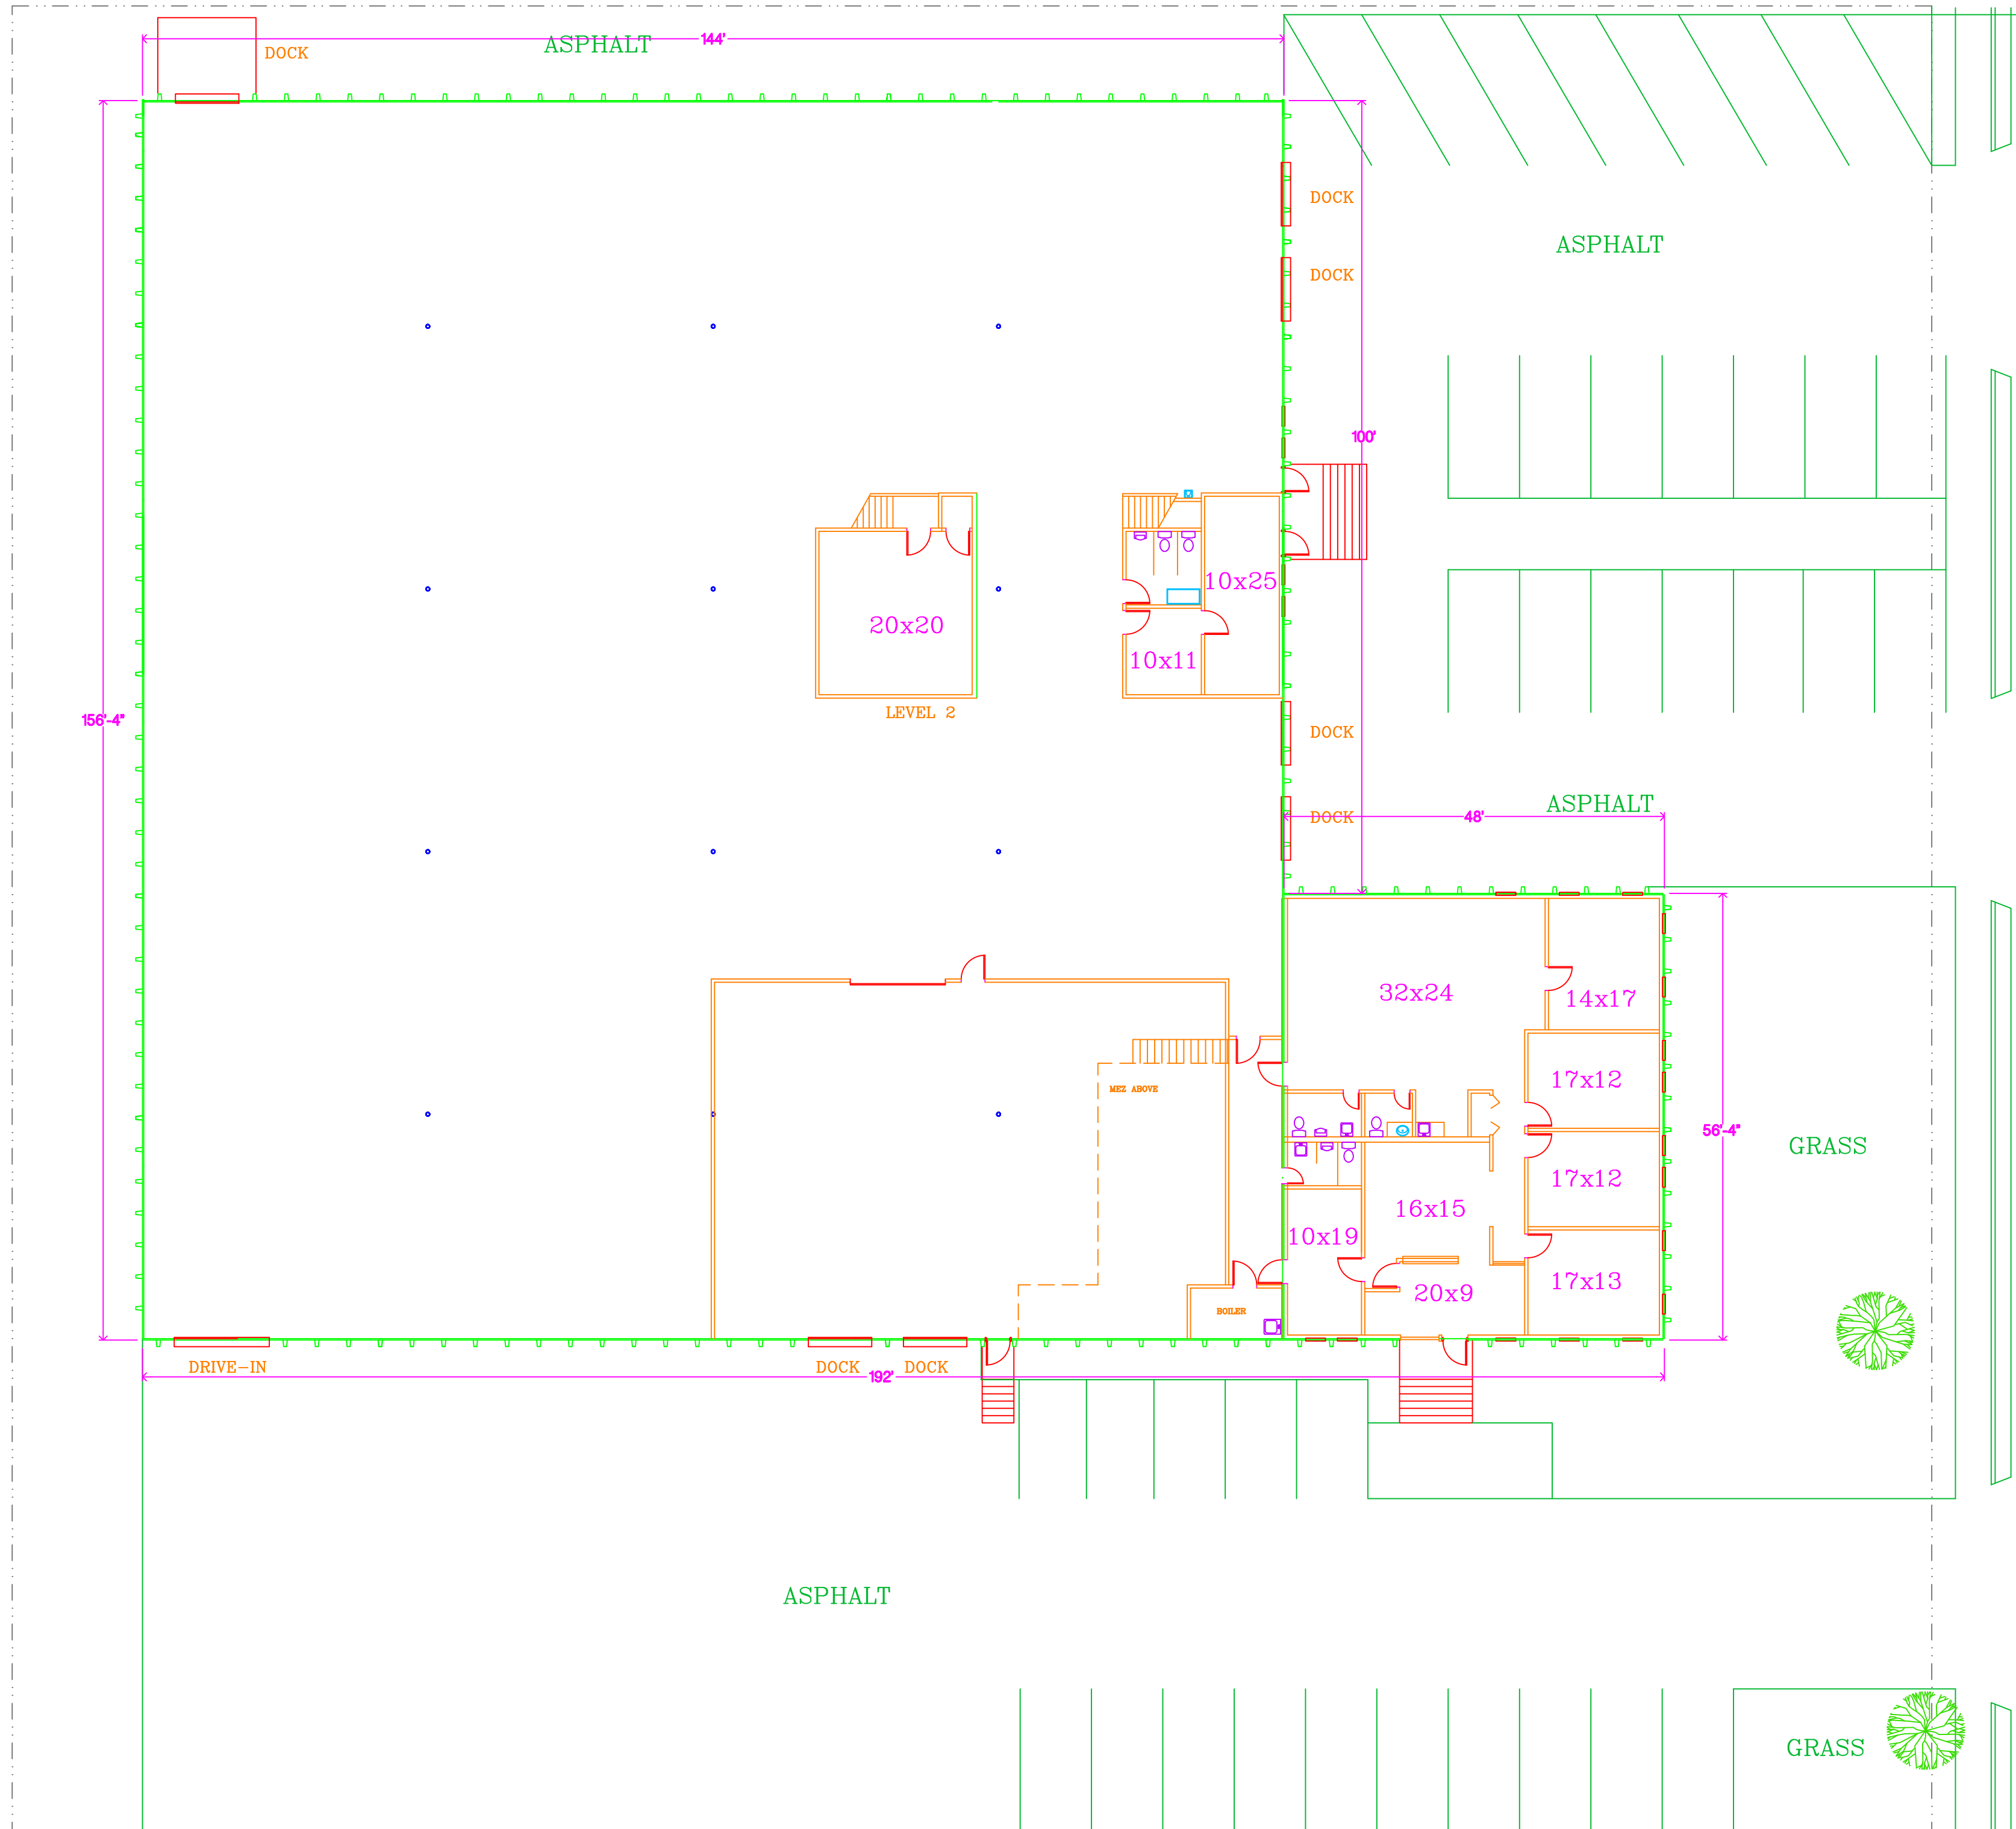 144'
ASPHALT
DOCK
DOCK
ASPHALT
DOCK
100'
10x25
20x20
10x11
LEVEL 2
156'-4"
DOCK
ASPHALT
DOCK
48'
32x24
14x17
17x12
MEZ ABOVE
56'-4"
GRASS
17x12
16x15
10x19
17x13
20x9
BOILER
DRIVE-IN
DOCK
DOCK
192'
ASPHALT
GRASS